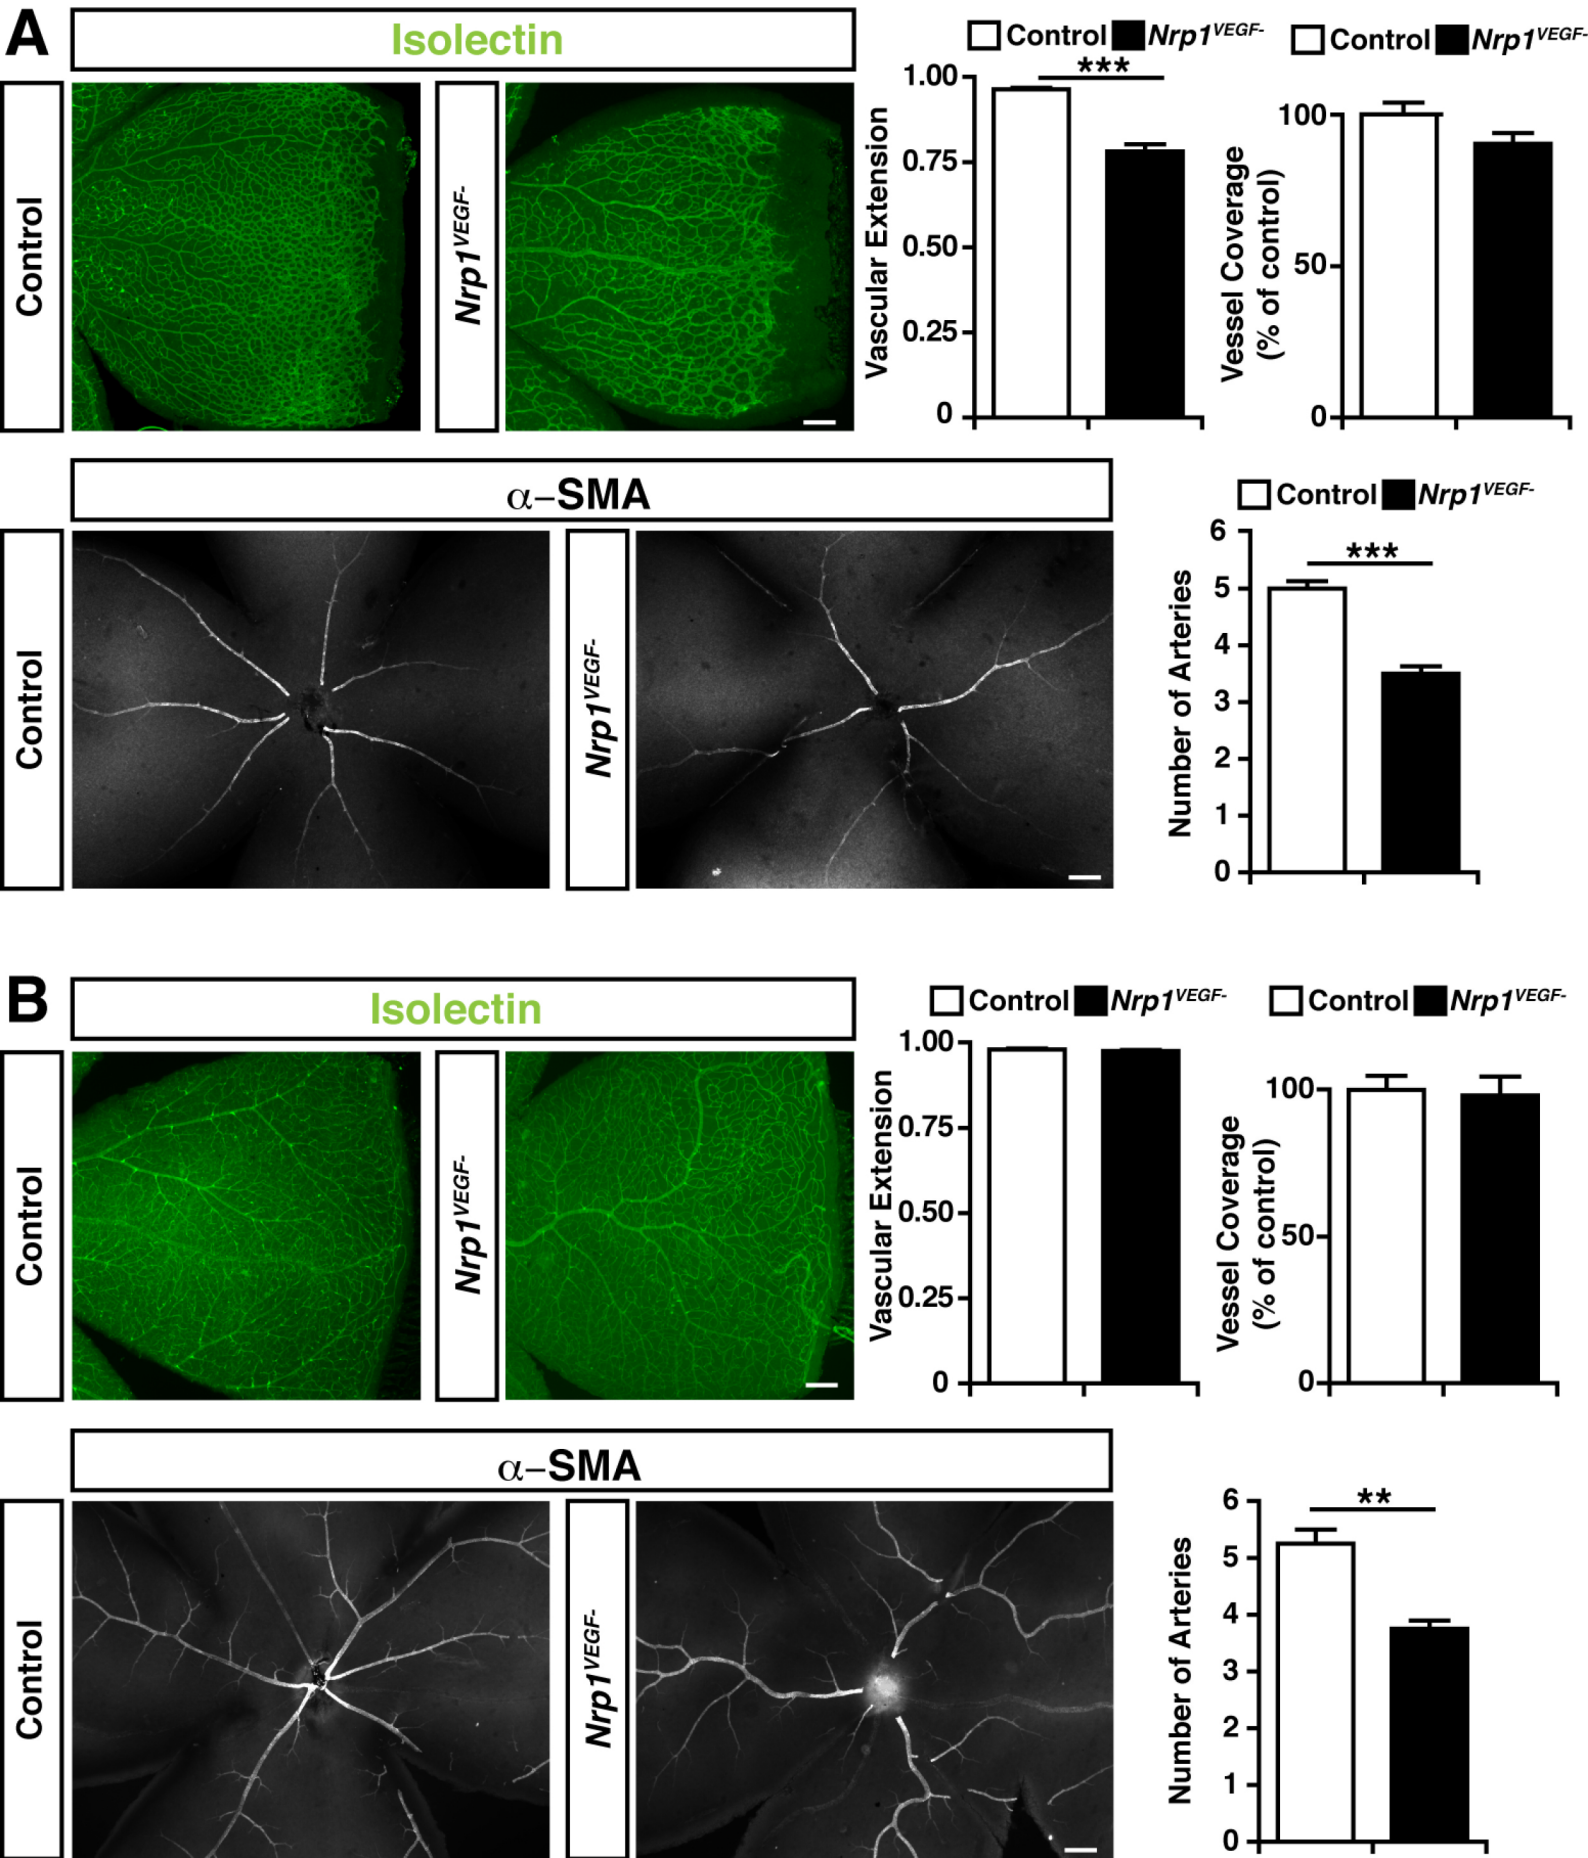 A
Isolectin
Control
Nrp1VEGF-
Control Nrp1VEGF-
***
Vascular Extension
1.00
0.75
0.50
0.25
0
Control Nrp1VEGF-
Vessel Coverage
(% of control)
100
50
0
α–SMA
Control
Nrp1VEGF-
Control Nrp1VEGF-
***
Number of Arteries
6
5
4
3
2
1
0
B
Isolectin
Control
Nrp1VEGF-
Control Nrp1VEGF-
Vascular Extension
1.00
0.75
0.50
0.25
0
Control Nrp1VEGF-
Vessel Coverage
(% of control)
100
50
0
α–SMA
Control
Nrp1VEGF-
**
Number of Arteries
6
5
4
3
2
1
0